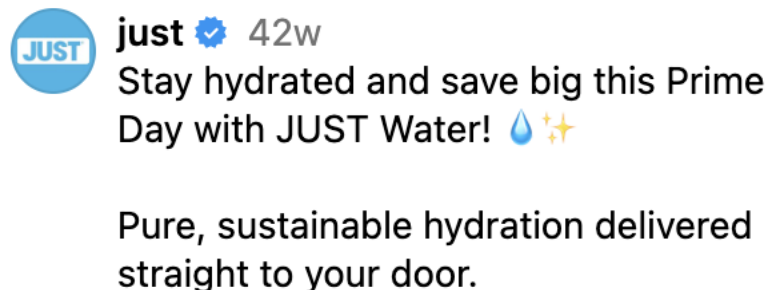 JUST
just 42w
Stay hydrated and save big this Prime
Day with JUST Water! 💧✨
Pure, sustainable hydration delivered
straight to your door.